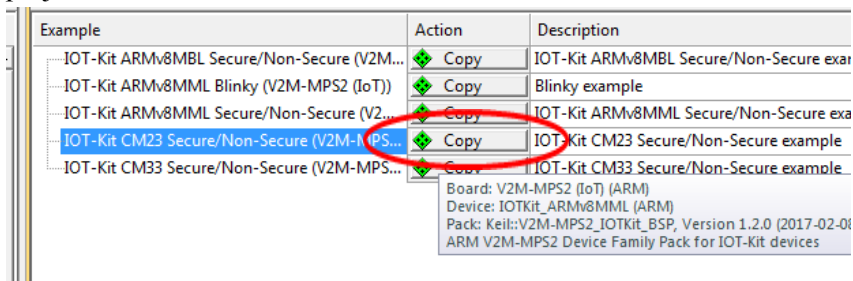 Example Action Description
IOT-Kit ARMv8MBL Secure/Non-Secure (V2M... Copy IOT-Kit ARMv8MBL Secure/Non-Secure exar
IOT-Kit ARMv8MML Blinky (V2M-MPS2 (IoT)) Copy Blinky example
IOT-Kit ARMv8MML Secure/Non-Secure (V2... Copy IOT-Kit ARMv8MML Secure/Non-Secure exa
IOT-Kit CM23 Secure/Non-Secure (V2M-MPS... Copy IOT-Kit CM23 Secure/Non-Secure example
IOT-Kit CM33 Secure/Non-Secure (V2M-MPS... Copy IOT-Kit CM33 Secure/Non-Secure example
Board: V2M-MPS2 (IoT) (ARM)
Device: IOTKit_ARMv8MML (ARM)
Pack: Keil::V2M-MPS2_IOTKit_BSP, Version 1.2.0 (2017-02-08
ARM V2M-MPS2 Device Family Pack for IOT-Kit devices